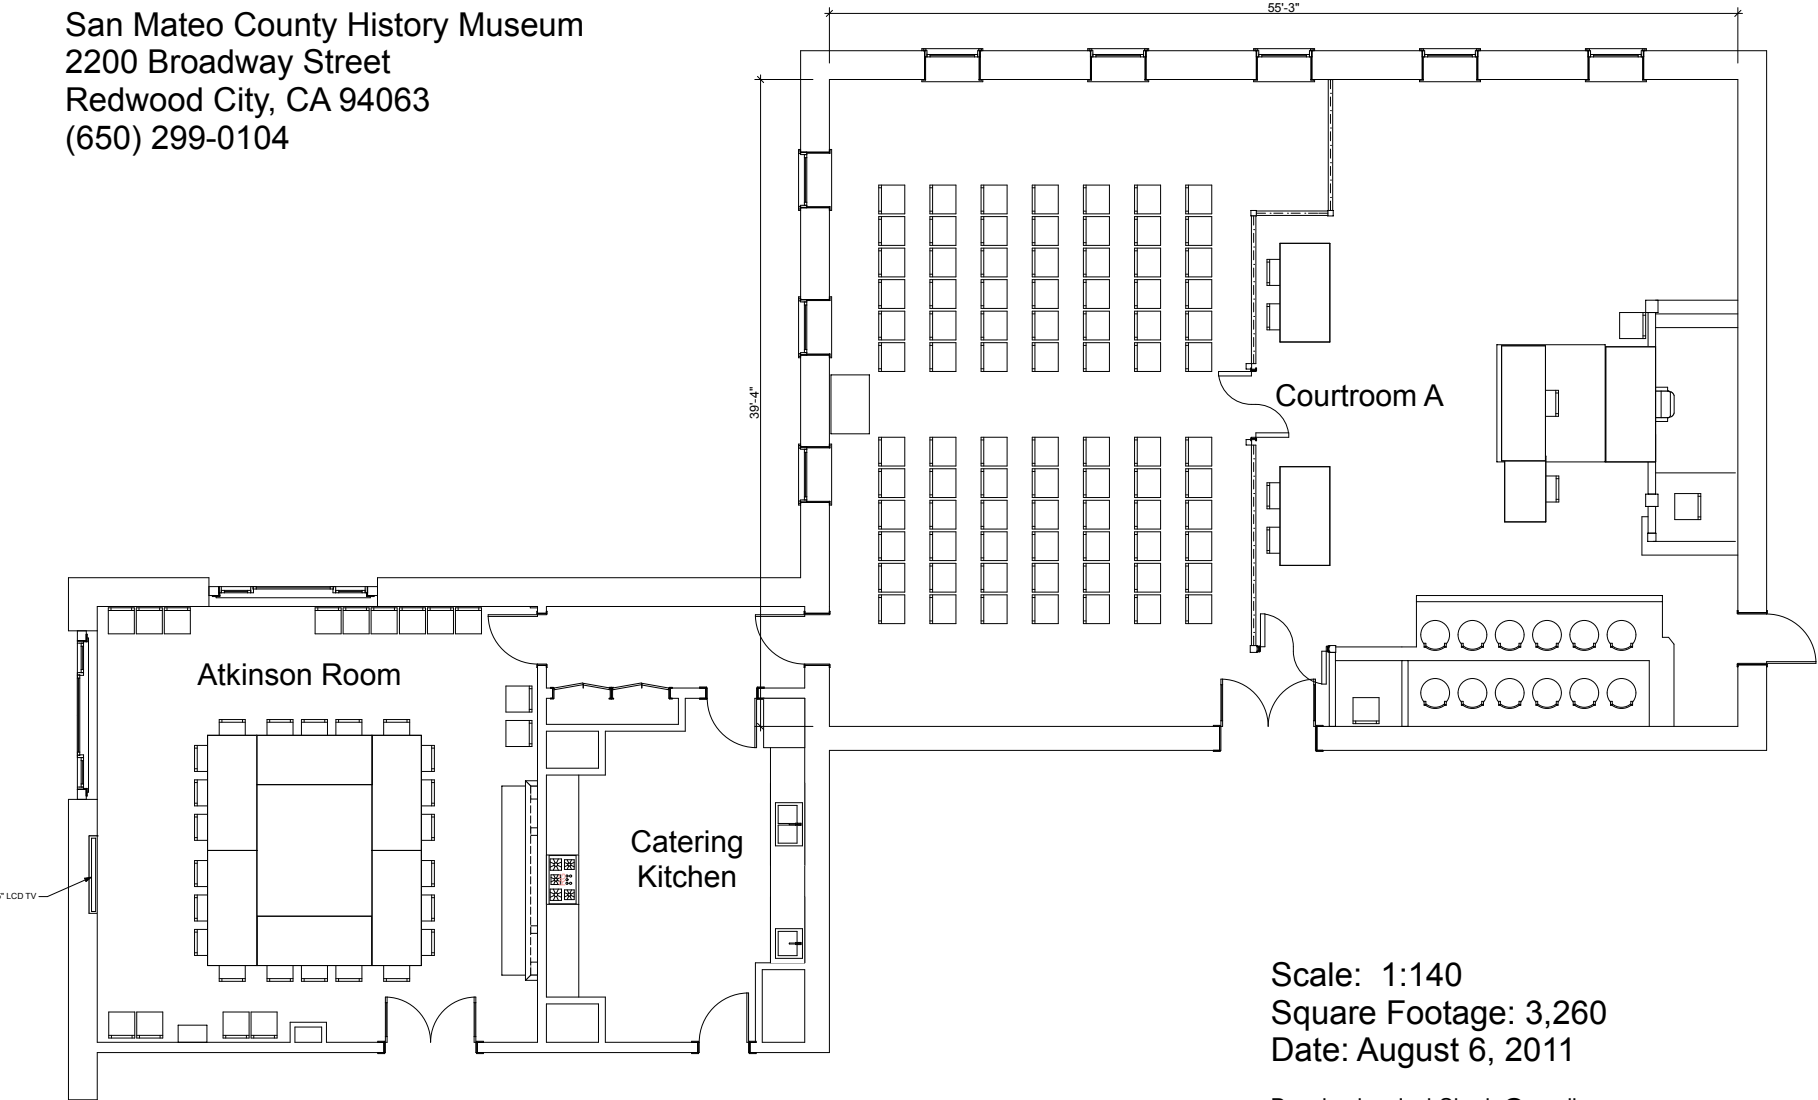 San Mateo County History Museum
2200 Broadway Street
Redwood City, CA 94063
(650) 299-0104
55'-3"
39'-4"
Courtroom A
Atkinson Room
Catering
Kitchen
" LCD TV
Scale: 1:140
Square Footage: 3,260
Date: August 6, 2011